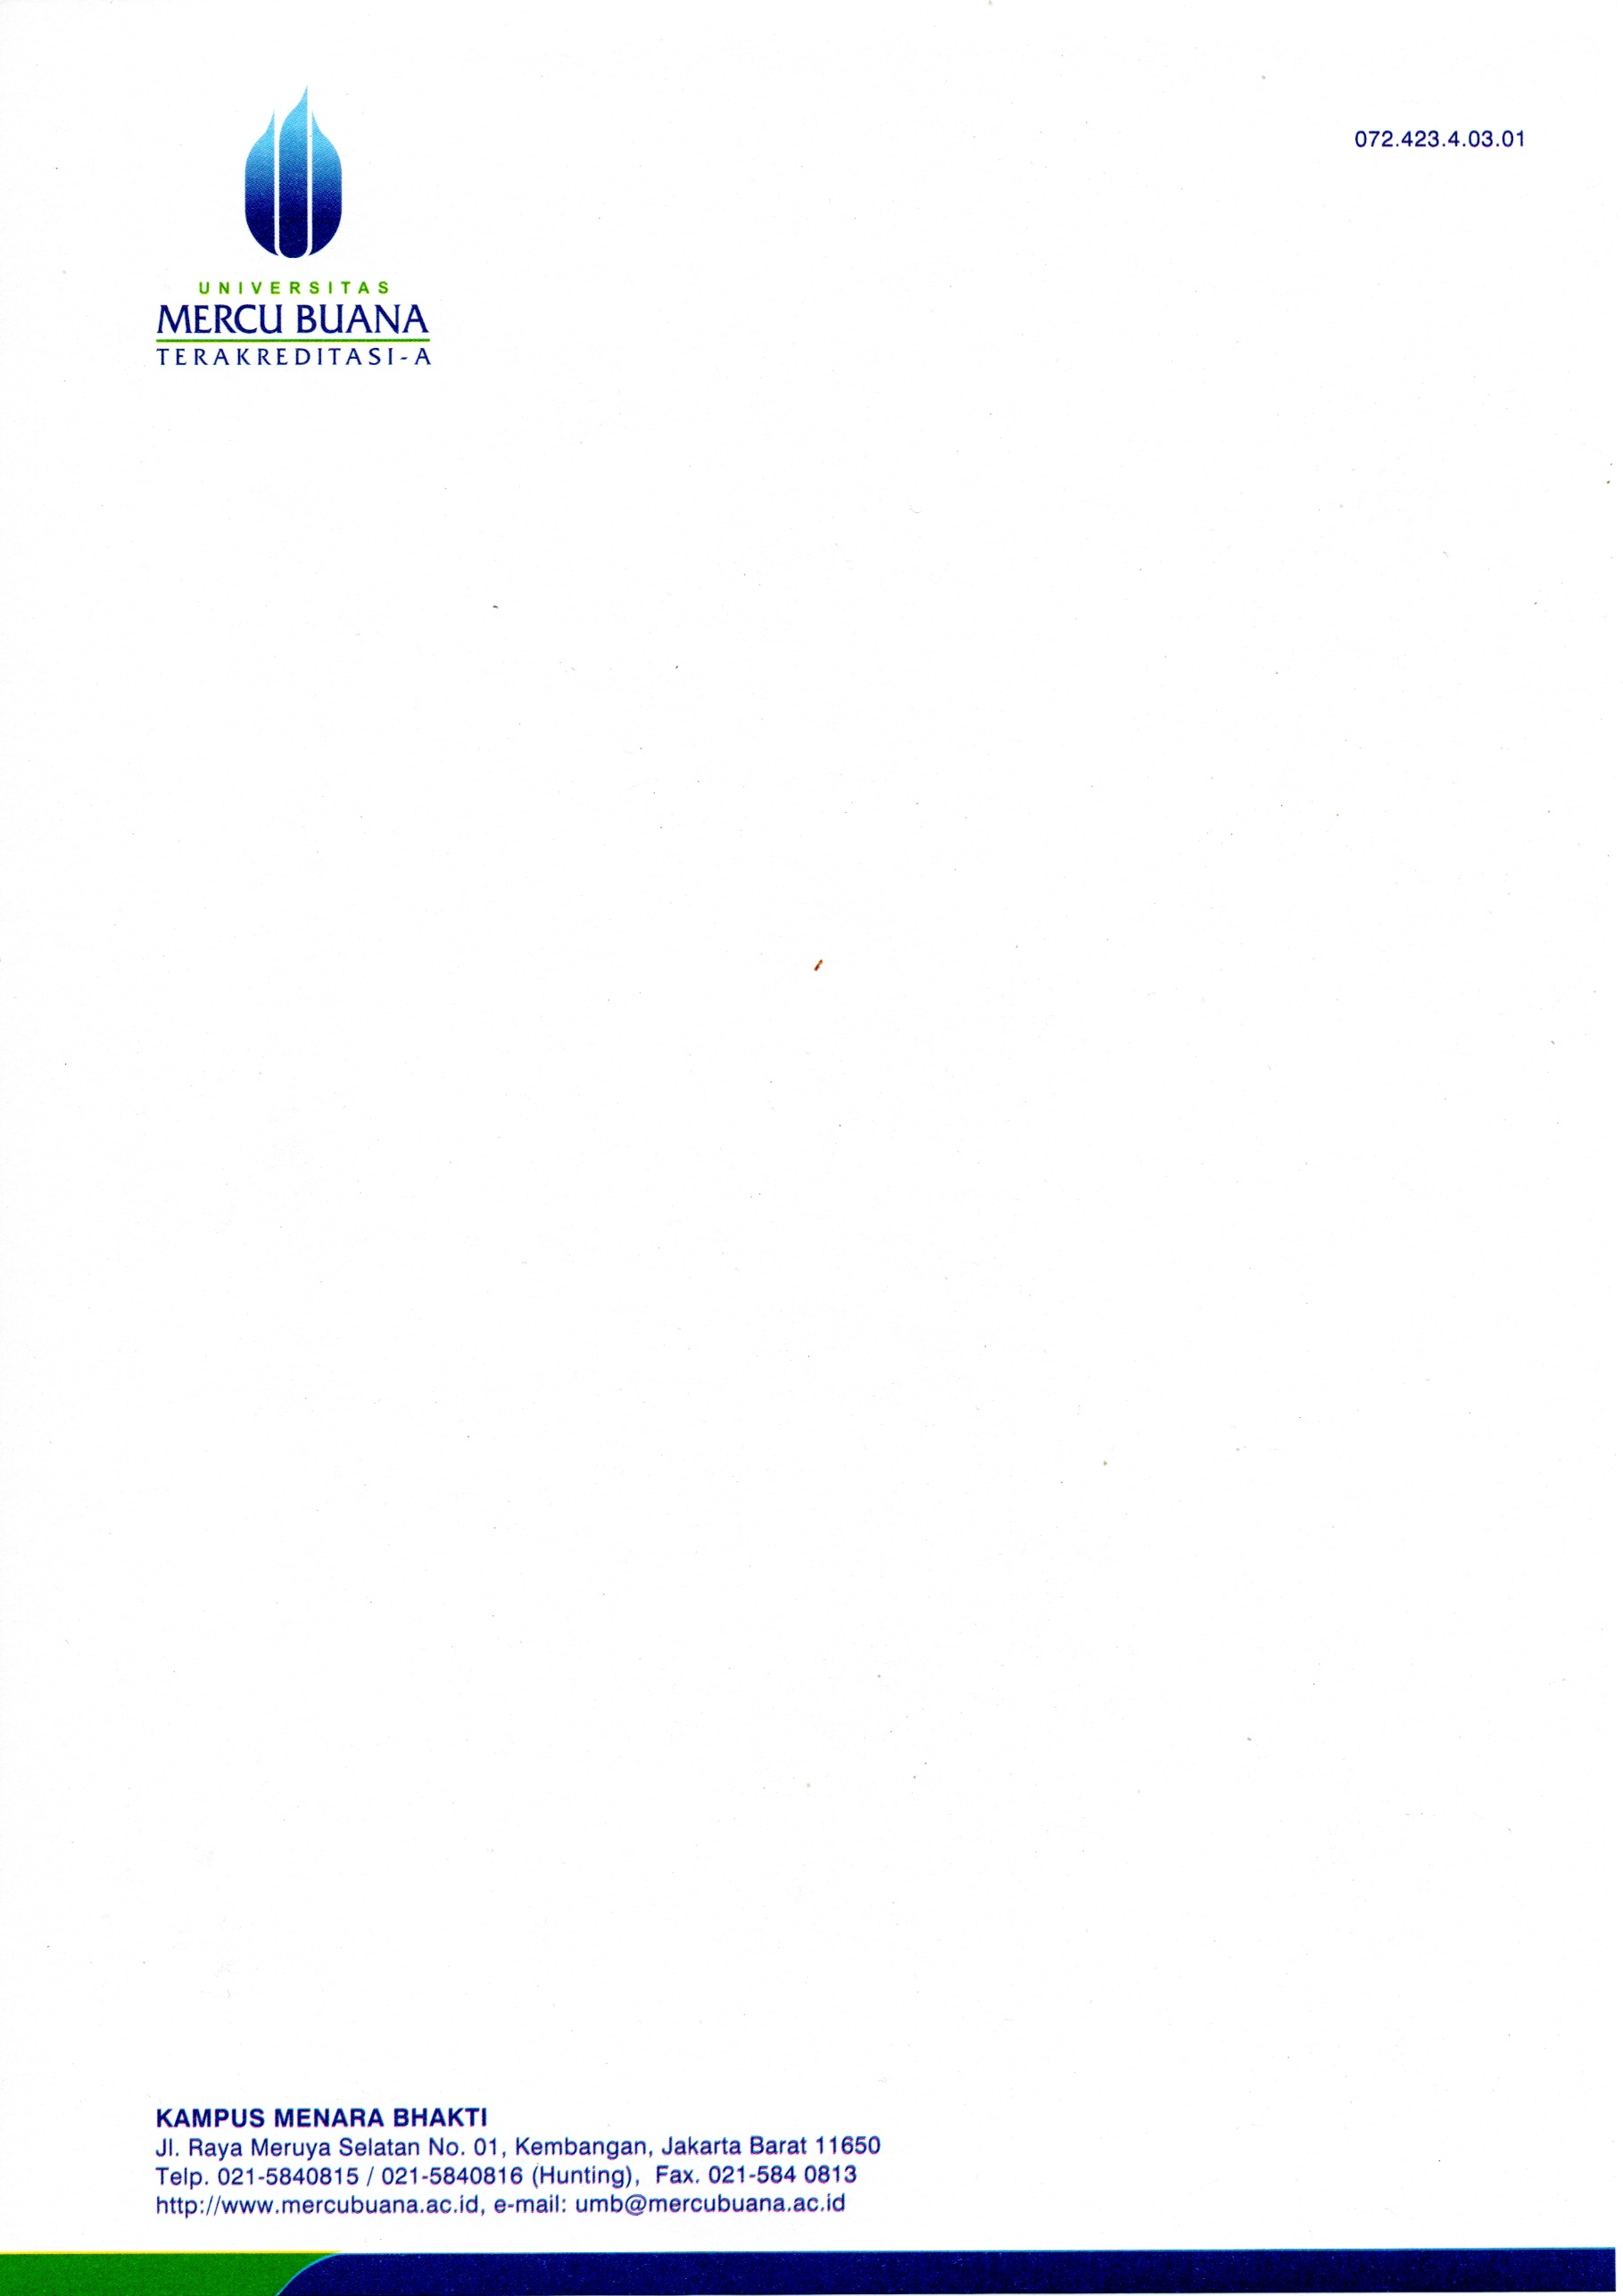 072.423.4.03.01
UNIVERSITAS
MERCU BUANA
TERAKREDITASI-A
KAMPUS MENARA BHAKTI
Jl. Raya Meruya Selatan No. 01, Kembangan, Jakarta Barat 11650
Telp. 021-5840815 / 021-5840816 (Hunting), Fax. 021-584 0813
http://www.mercubuana.ac.id, e-mail: umb@mercubuana.ac.id